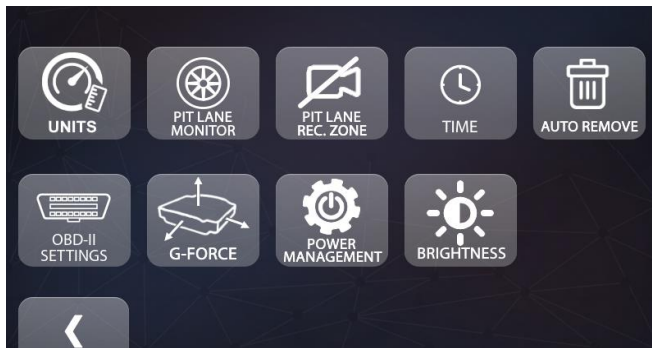 UNITS
PIT LANE
MONITOR
PIT LANE
REC. ZONE
TIME
AUTO REMOVE
OBD-II
SETTINGS
G-FORCE
POWER
MANAGEMENT
BRIGHTNESS